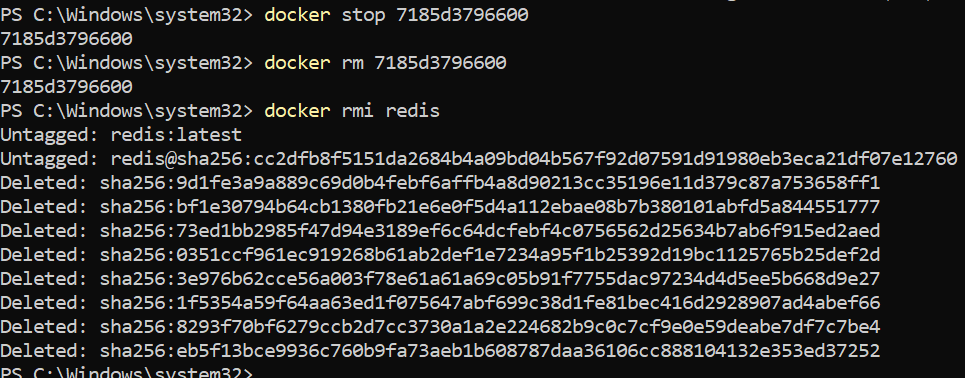 PS C:\Windows\system32> docker stop 7185d3796600
7185d3796600
PS C:\Windows\system32> docker rm 7185d3796600
7185d3796600
PS C:\Windows\system32> docker rmi redis
Untagged: redis:latest
Untagged: redis@sha256:cc2dfb8f5151da2684b4a09bd04b567f92d07591d91980eb3eca21df07e12760
Deleted: sha256:9d1fe3a9a889c69d0b4febf6affb4a8d90213cc35196e11d379c87a753658ff1
Deleted: sha256:bf1e30794b64cb1380fb21e6e0f5d4a112ebae08b7b380101abfd5a844551777
Deleted: sha256:73ed1bb2985f47d94e3189ef6c64dcfebf4c0756562d25634b7ab6f915ed2aed
Deleted: sha256:0351ccf961ec919268b61ab2def1e7234a95f1b25392d19bc1125765b25def2d
Deleted: sha256:3e976b62cce56a003f78e61a61a69c05b91f7755dac97234d4d5ee5b668d9e27
Deleted: sha256:1f5354a59f64aa63ed1f075647abf699c38d1fe81bec416d2928907ad4abef66
Deleted: sha256:8293f70bf6279ccb2d7cc3730a1a2e224682b9c0c7cf9e0e59deabe7df7c7be4
Deleted: sha256:eb5f13bce9936c760b9fa73aeb1b608787daa36106cc888104132e353ed37252
PS C:\Windows\system32>